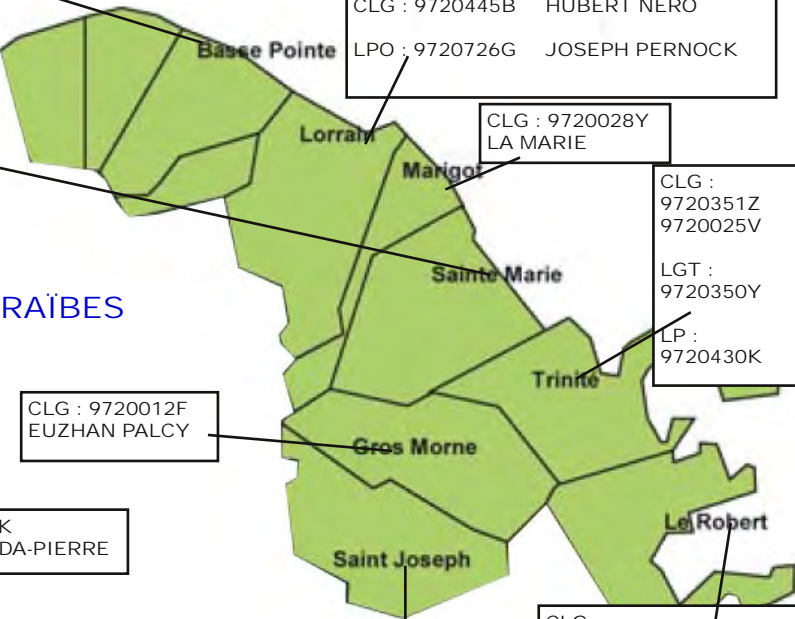 CLG : 9720445B HUBERT NERO
LPO : 9720726G JOSEPH PERNOCK
Basse Pointe
Lorrain
CLG : 9720028Y
LA MARIE
Marigot
CLG :
9720351Z
9720025V
LGT :
9720350Y
LP :
9720430K
Sainte Marie
RAÏBES
Trinité
CLG : 9720012F
EUZHAN PALCY
Gros Morne
K
DA-PIERRE
Le Robert
Saint Joseph
CLG